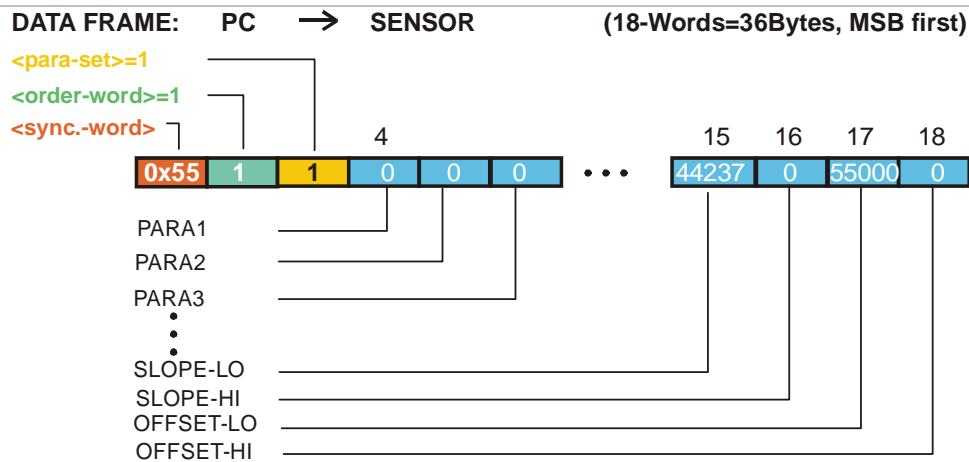 DATA FRAME: PC → SENSOR (18-Words=36Bytes, MSB first)
<para-set>=1
<order-word>=1
<sync.-word>
4 15 16 17 18
0x55 1 1 0 0 0 ••• 44237 0 55000 0
PARA1
PARA2
PARA3
SLOPE-LO
SLOPE-HI
OFFSET-LO
OFFSET-HI